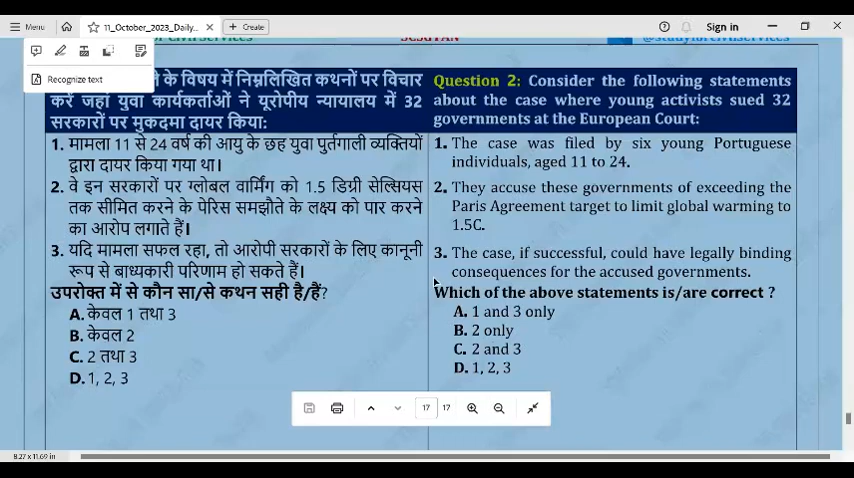 Menu
11_October_2023_Daily...
Create
Sign in
Recognize text
के विषय में निम्नलिखित कथनों पर विचार
करें जहां युवा कार्यकर्ताओं ने यूरोपीय न्यायालय में 32
सरकारों पर मुकदमा दायर किया:
1. मामला 11 से 24 वर्ष की आयु के छह युवा पुर्तगाली व्यक्तियों
द्वारा दायर किया गया था।
2. वे इन सरकारों पर ग्लोबल वार्मिंग को 1.5 डिग्री सेल्सियस
तक सीमित करने के पेरिस समझौते के लक्ष्य को पार करने
का आरोप लगाते हैं।
3. यदि मामला सफल रहा, तो आरोपी सरकारों के लिए कानूनी
रूप से बाध्यकारी परिणाम हो सकते हैं।
उपरोक्त में से कौन सा/से कथन सही है/हैं?
A. केवल 1 तथा 3
B. केवल 2
C. 2 तथा 3
D. 1, 2, 3
Question 2: Consider the following statements
about the case where young activists sued 32
governments at the European Court:
1. The case was filed by six young Portuguese
individuals, aged 11 to 24.
2. They accuse these governments of exceeding the
Paris Agreement target to limit global warming to
1.5C.
3. The case, if successful, could have legally binding
consequences for the accused governments.
Which of the above statements is/are correct ?
A. 1 and 3 only
B. 2 only
C. 2 and 3
D. 1, 2, 3
17 17
8.27 x 11.69 in